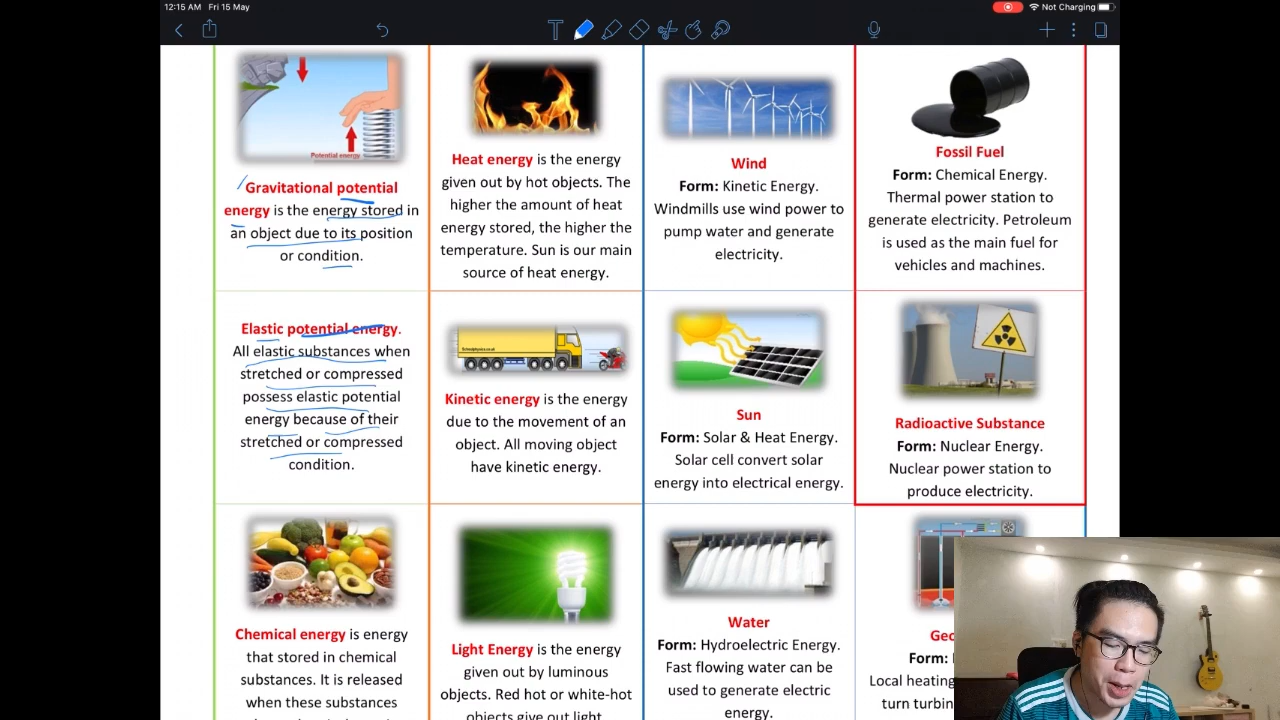 12:15 AM Fri 15 May
Not Charging
T
Potential energy
Gravitational potential
energy is the energy stored in
an object due to its position
or condition.
Heat energy is the energy
given out by hot objects. The
higher the amount of heat
energy stored, the higher the
temperature. Sun is our main
source of heat energy.
Wind
Form: Kinetic Energy.
Windmills use wind power to
pump water and generate
electricity.
Fossil Fuel
Form: Chemical Energy.
Thermal power station to
generate electricity. Petroleum
is used as the main fuel for
vehicles and machines.
Elastic potential energy.
All elastic substances when
stretched or compressed
possess elastic potential
energy because of their
stretched or compressed
condition.
Kinetic energy is the energy
due to the movement of an
object. All moving object
have kinetic energy.
Sun
Form: Solar & Heat Energy.
Solar cell convert solar
energy into electrical energy.
Radioactive Substance
Form: Nuclear Energy.
Nuclear power station to
produce electricity.
Chemical energy is energy
that stored in chemical
substances. It is released
when these substances
Light Energy is the energy
given out by luminous
objects. Red hot or white-hot
objects give out light
Water
Form: Hydroelectric Energy.
Fast flowing water can be
used to generate electric
energy.
Form:
Local heating
turn